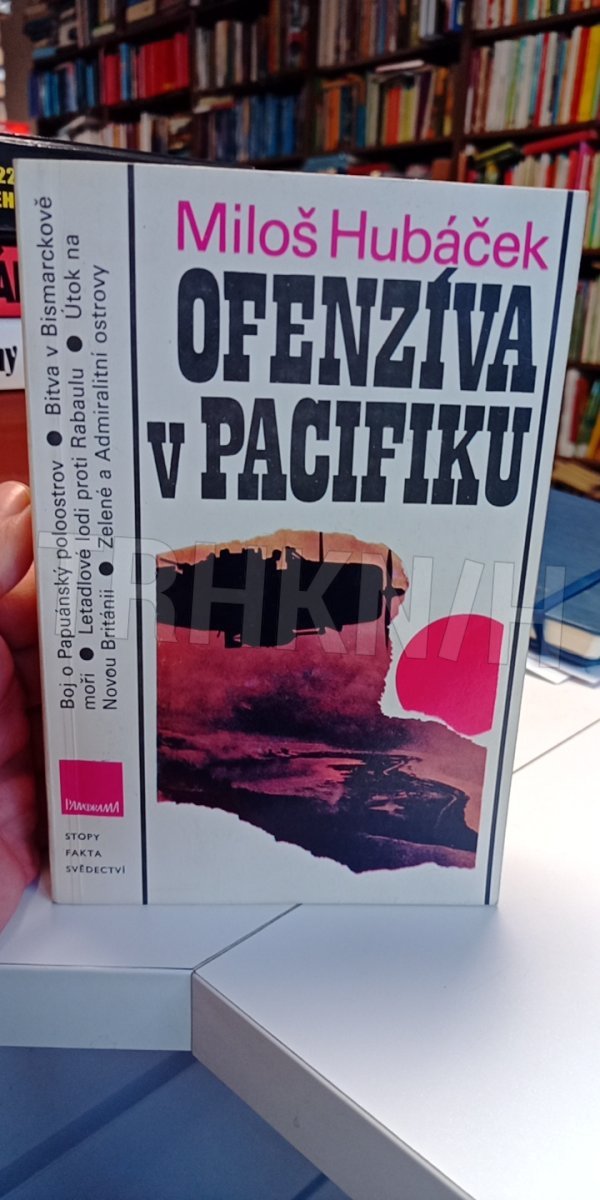 Miloš Hubáček
OFENZÍVA
v PACIFIKU
Boj o Papuánský poloostrov ● Bitva v Bismarckově
moři ● Letadlové lodi proti Rabaulu ● Útok na
Novou Británii ● Zelené a Admiralitní ostrovy
PANORAMA
STOPY
FAKTA
SVĚDECTVÍ
TRHKNIH